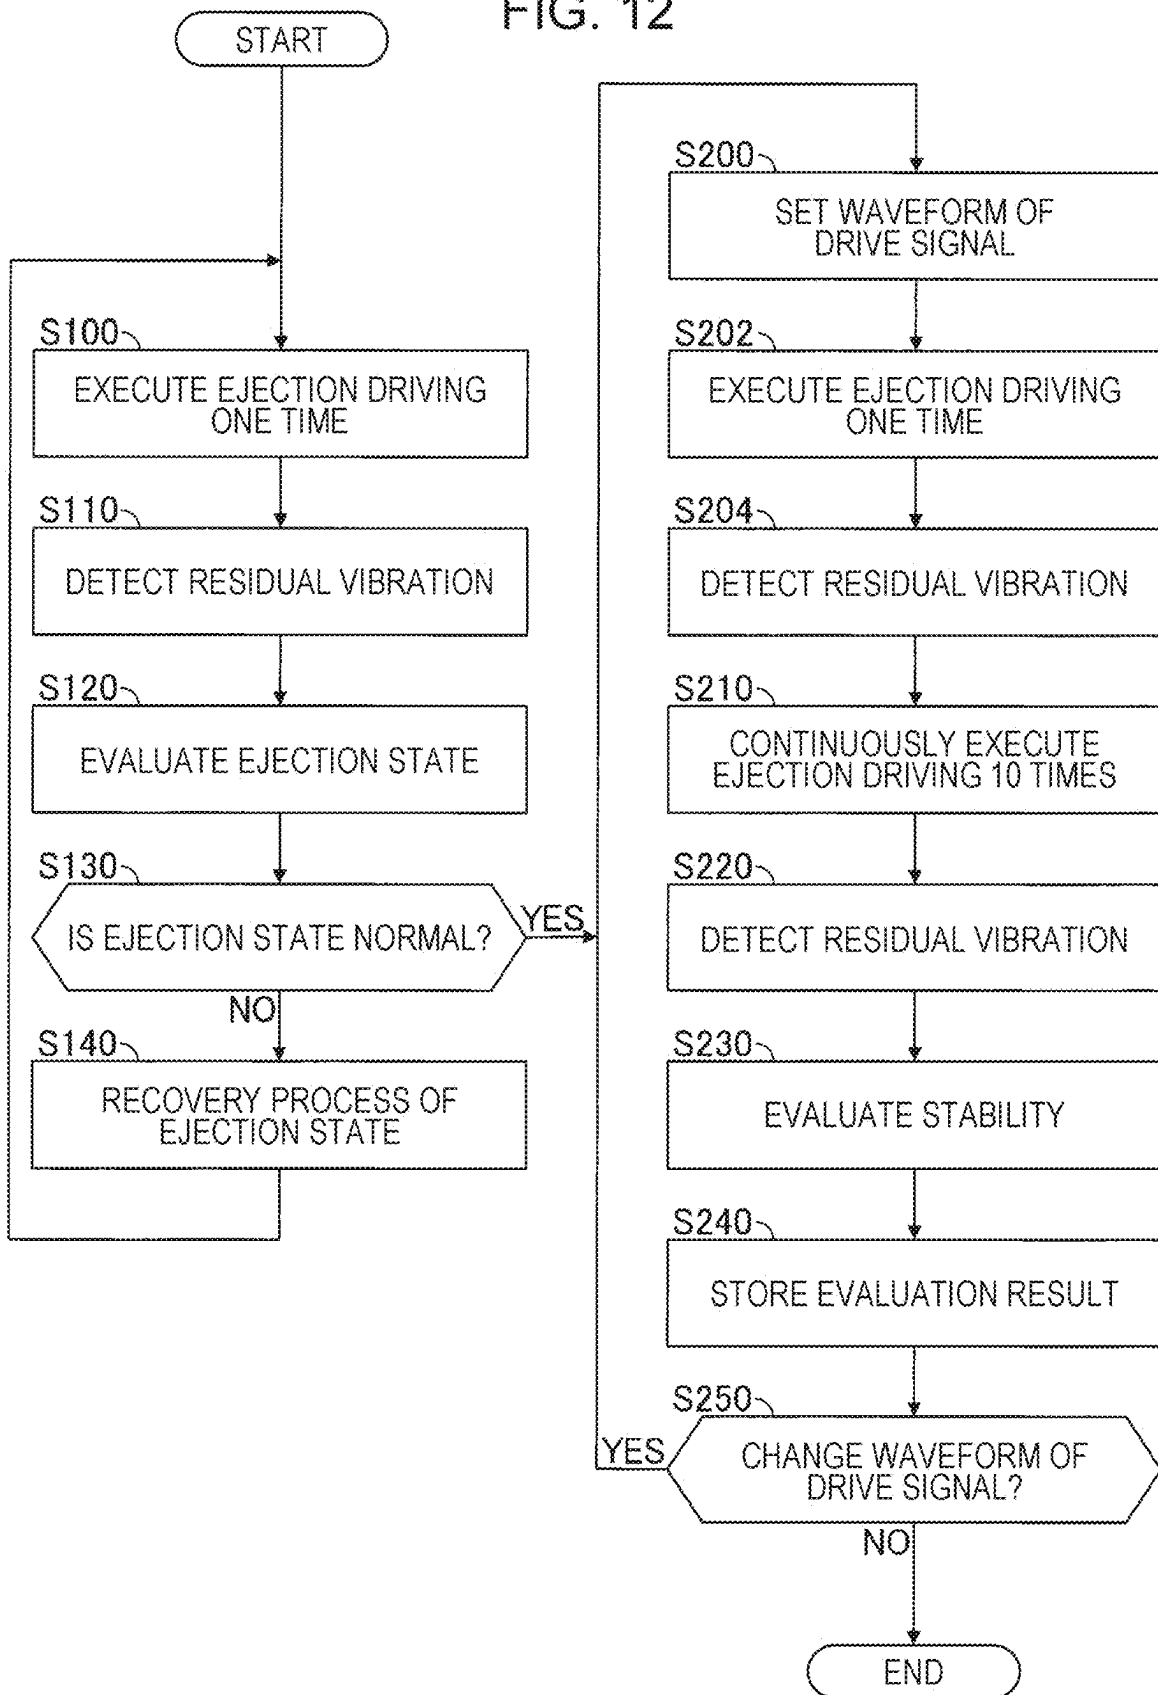 FIG. 12
START
S100
EXECUTE EJECTION DRIVING
ONE TIME
S110
DETECT RESIDUAL VIBRATION
S120
EVALUATE EJECTION STATE
S130
IS EJECTION STATE NORMAL?
YES
NO
S140
RECOVERY PROCESS OF
EJECTION STATE
S200
SET WAVEFORM OF
DRIVE SIGNAL
S202
EXECUTE EJECTION DRIVING
ONE TIME
S204
DETECT RESIDUAL VIBRATION
S210
CONTINUOUSLY EXECUTE
EJECTION DRIVING 10 TIMES
S220
DETECT RESIDUAL VIBRATION
S230
EVALUATE STABILITY
S240
STORE EVALUATION RESULT
S250
CHANGE WAVEFORM OF
DRIVE SIGNAL?
YES
NO
END